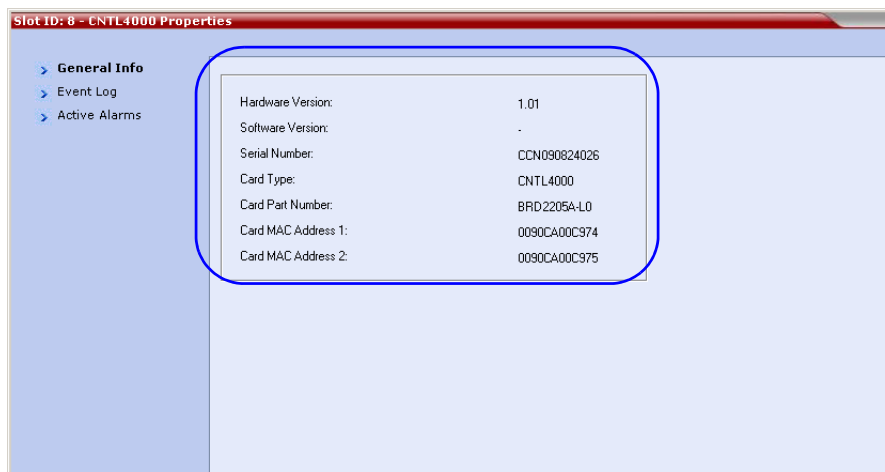 Slot ID: 8 - CNTL4000 Properties
General Info
Event Log
Active Alarms
Hardware Version: 1.01
Software Version: -
Serial Number: CCN090824026
Card Type: CNTL4000
Card Part Number: BRD2205A-L0
Card MAC Address 1: 0090CA00C974
Card MAC Address 2: 0090CA00C975